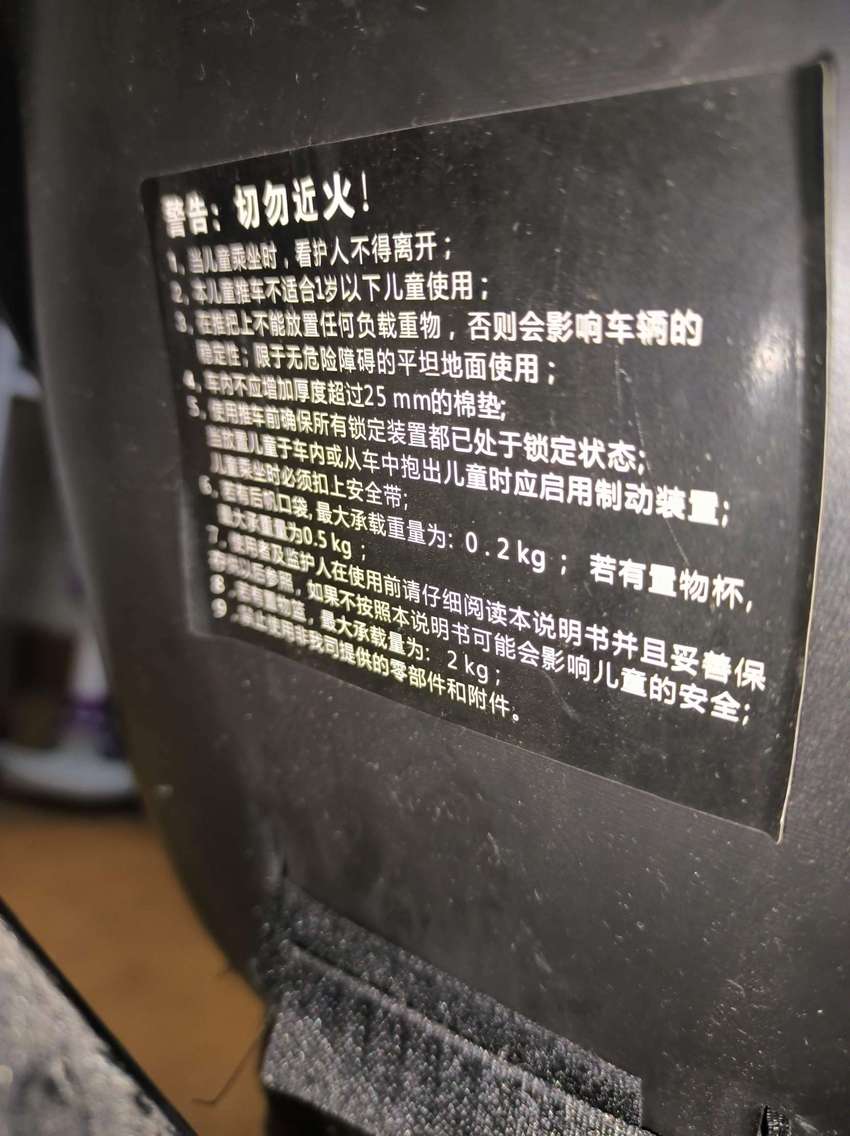 警告：切勿近火！
1、当儿童乘坐时，看护人不得离开；
2、本儿童推车不适合1岁以下儿童使用；
3、在推把上不能放置任何负载重物，否则会影响车辆的
稳定性；限于无危险障碍的平坦地面使用；
4、车内不应增加厚度超过25 mm的棉垫;
5、使用推车前确保所有锁定装置都已处于锁定状态;
当放置儿童于车内或从车中抱出儿童时应启用制动装置;
儿童乘坐时必须扣上安全带;
6、若有后帆口袋,最大承载重量为: 0.2kg ；若有置物杯,
最大承重量为0.5kg ；
7、使用者及监护人在使用前请仔细阅读本说明书并且妥善保
存供以后参照，如果不按照本说明书可能会影响儿童的安全;
8、若有置物篮，最大承载量为: 2kg;
9、禁止使用非我司提供的零部件和附件。